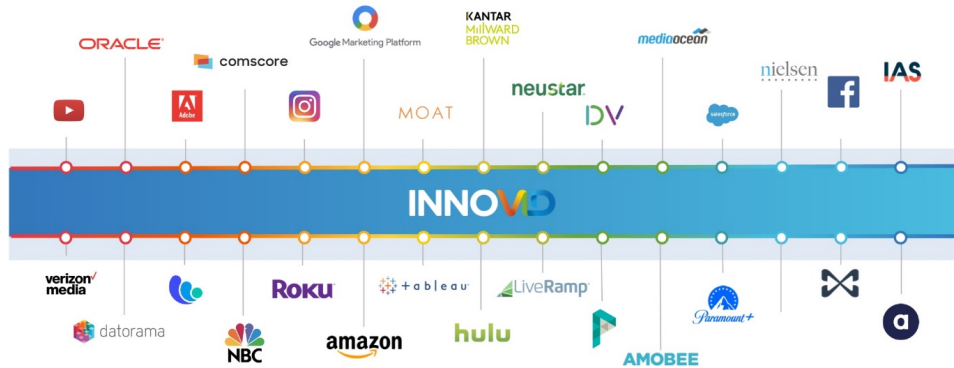 KANTAR
MILLWARD
BROWN
ORACLE
Google Marketing Platform
mediaocean
comscore
nielsen
IAS
Adobe
MOAT
neustar
DV
salesforce
f
INNOVID
verizon✓
media
datorama
NBC
ROKU
amazon
+ableau
hulu
LiveRamp
AMOBEE
Paramount+
a